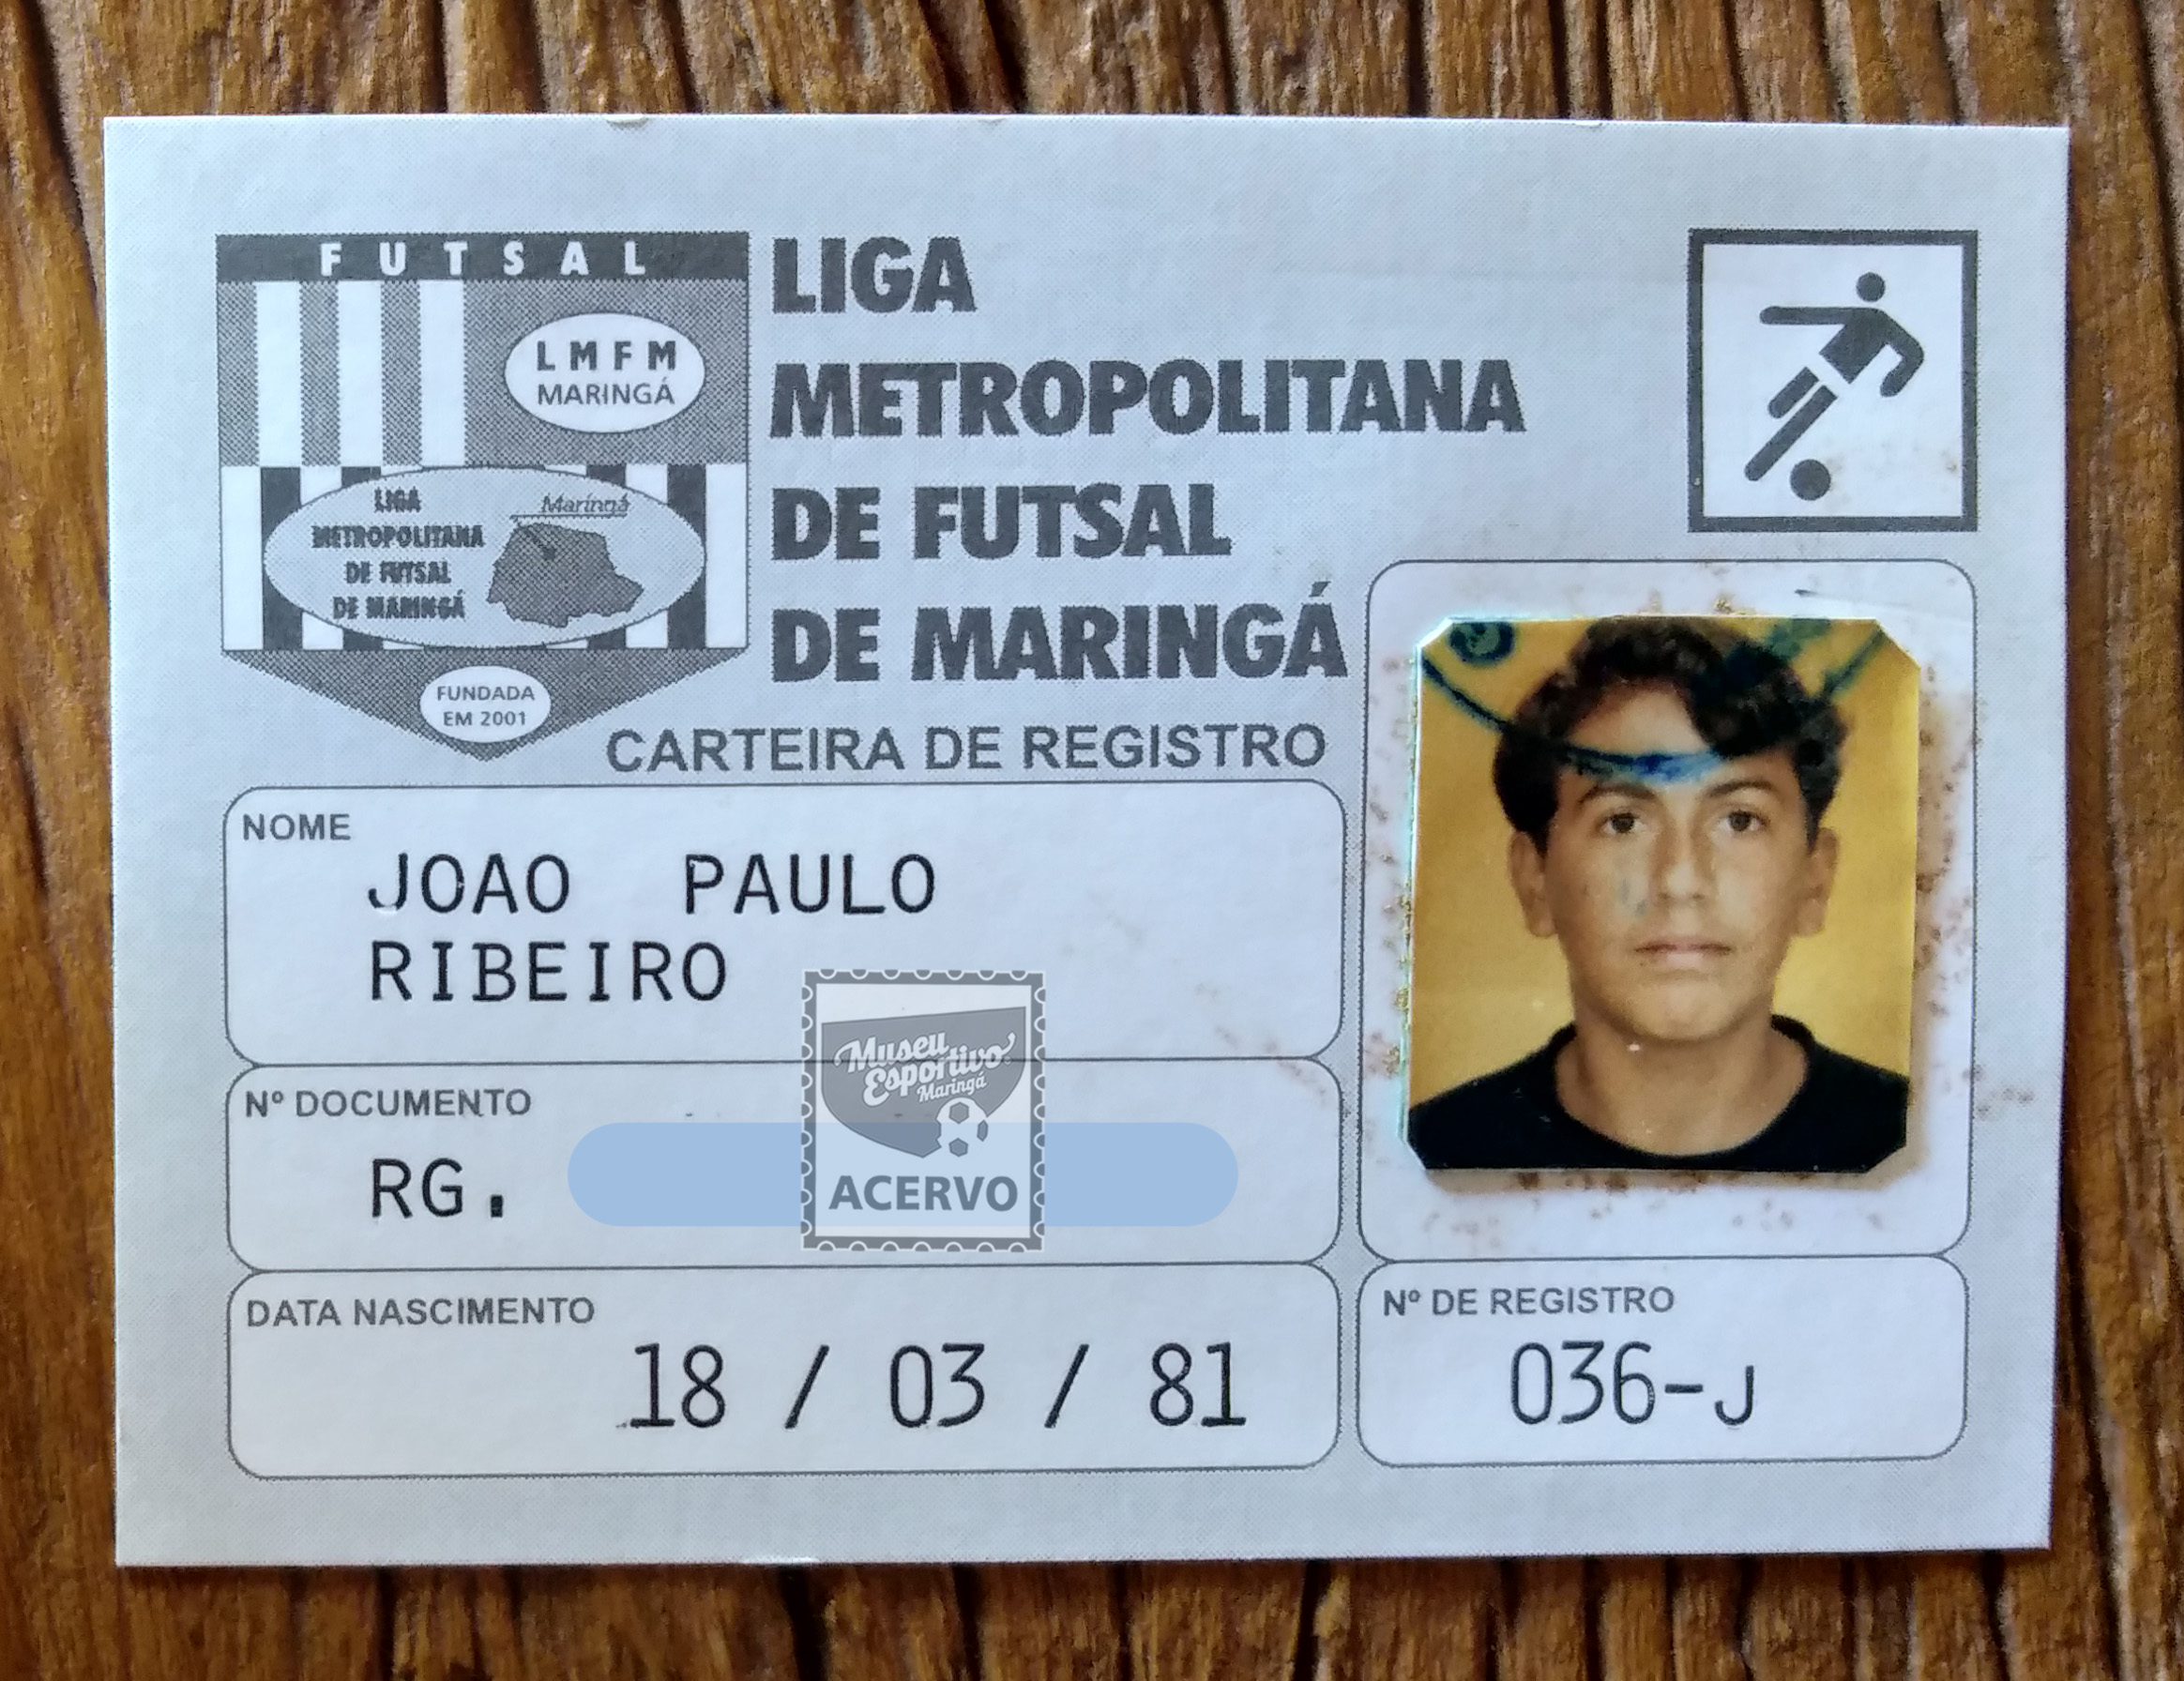 FUTSAL
LMFM
MARINGÁ
LIGA
METROPOLITANA
DE FUTSAL
DE MARINGÁ
Maringá
FUNDADA
EM 2001
LIGA
METROPOLITANA
DE FUTSAL
DE MARINGÁ
CARTEIRA DE REGISTRO
NOME
JOAO PAULO
RIBEIRO
Nº DOCUMENTO
RG.
Museu
Esportivo
Maringá
ACERVO
DATA NASCIMENTO
18 / 03 / 81
Nº DE REGISTRO
036-J